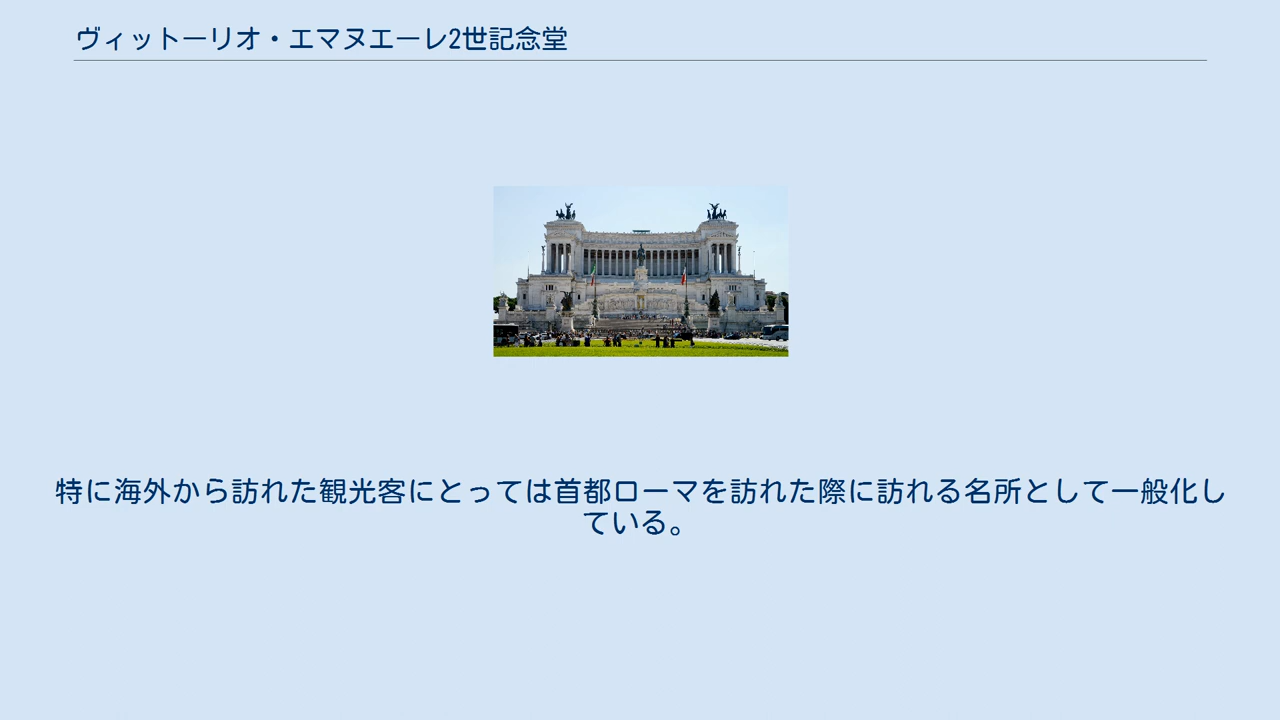 ヴィットーリオ・エマヌエーレ2世記念堂
特に海外から訪れた観光客にとっては首都ローマを訪れた際に訪れる名所として一般化し
ている。